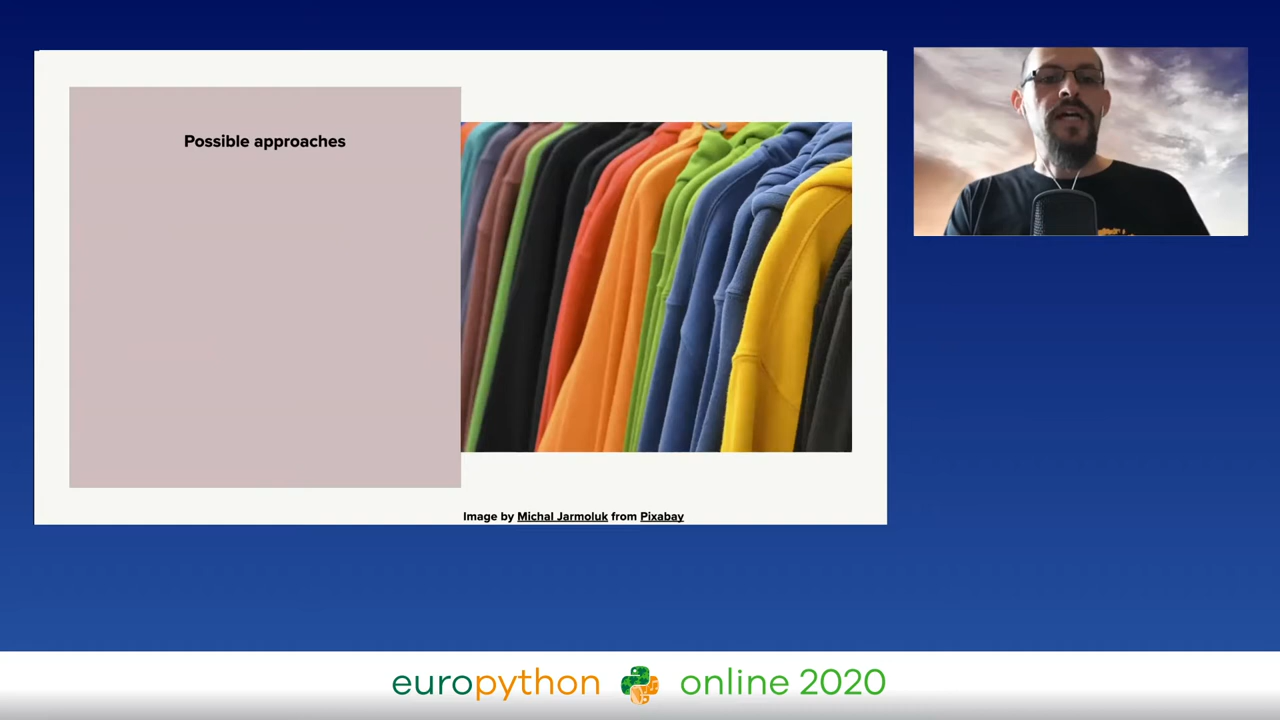 Possible approaches
Image by Michal Jarmoluk from Pixabay
europython online 2020